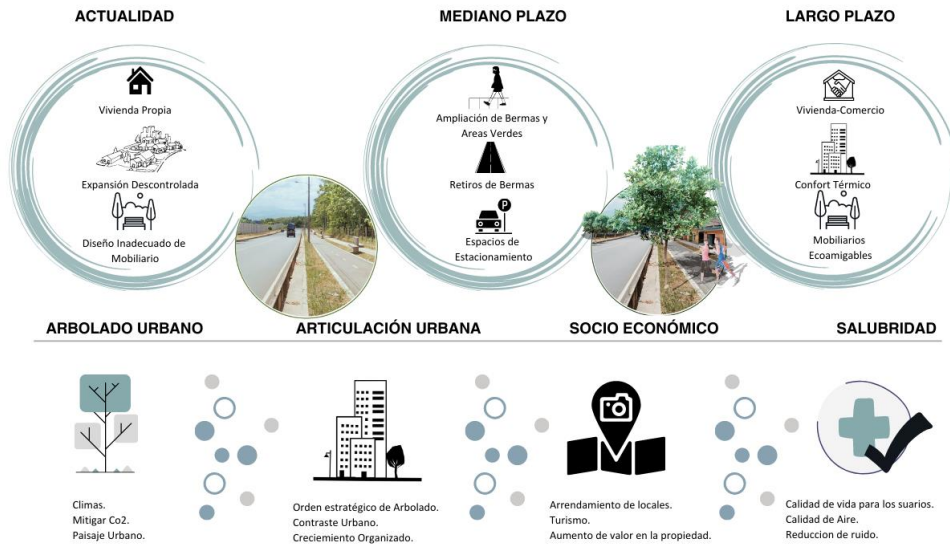 ACTUALIDAD
Vivienda Propia
Expansión Descontrolada
Diseño Inadecuado de
Mobiliario
MEDIANO PLAZO
Ampliación de Bermas y
Areas Verdes
Retiros de Bermas
P
Espacios de
Estacionamiento
LARGO PLAZO
Vivienda-Comercio
Confort Térmico
Mobiliarios
Ecoamigables
ARBOLADO URBANO
Climas.
Mitigar Co2.
Paisaje Urbano.
ARTICULACIÓN URBANA
Orden estratégico de Arbolado.
Contraste Urbano.
Creciemiento Organizado.
SOCIO ECONÓMICO
Arrendamiento de locales.
Turismo.
Aumento de valor en la propiedad.
SALUBRIDAD
Calidad de vida para los suarios.
Calidad de Aire.
Reduccion de ruido.